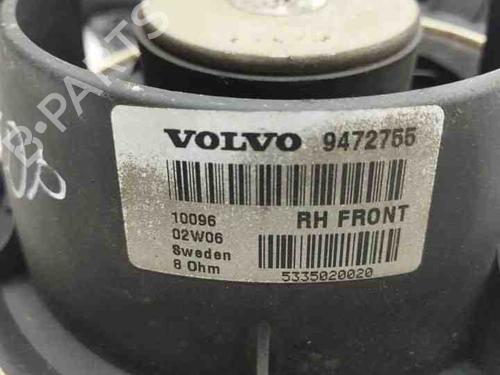 B-PARTS
VOLVO 9472755
10096 RH FRONT
02W06
Sweden
8 Ohm
5335020020